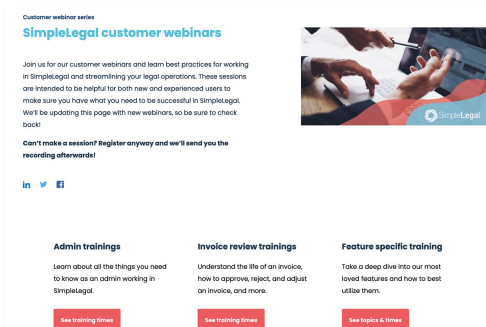 Customer webinar series
SimpleLegal customer webinars
Join us for our customer webinars and learn best practices for working
in SimpleLegal and streamlining your legal operations. These sessions
are intended to be helpful for both new and experienced users to
make sure you have what you need to be successful in SimpleLegal.
We'll be updating this page with new webinars, so be sure to check
back!
Can't make a session? Register anyway and we'll send you the
recording afterwards!
SimpleLegal
in
f
Admin trainings
Learn about all the things you need
to know as an admin working in
SimpleLegal.
See training times
Invoice review trainings
Understand the life of an invoice,
how to approve, reject, and adjust
an invoice, and more.
See training times
Feature specific training
Take a deep dive into our most
loved features and how to best
utilize them.
See topics & times